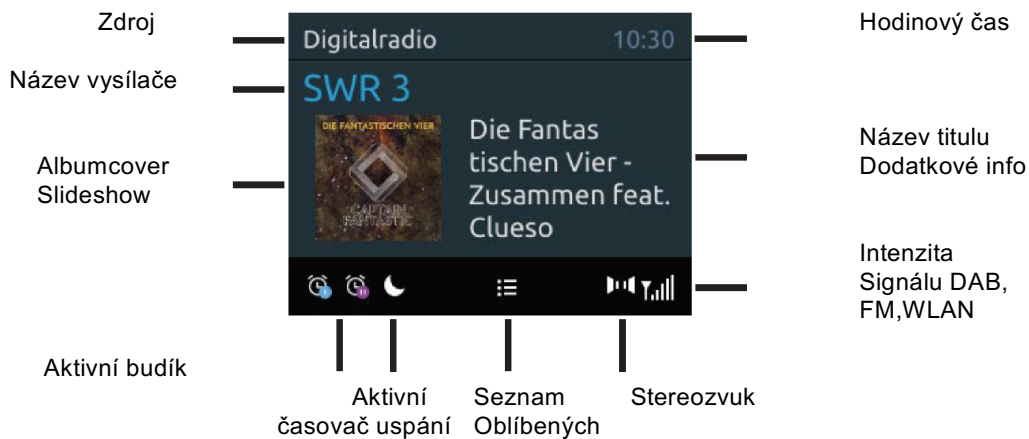 Zdroj
Digitalradio
10:30
Hodinový čas
Název vysílače
SWR 3
DIE FANTASTISCHEN VIER
CAPTAIN
FANTASTIC
Albumcover
Slideshow
Die Fantas
tischen Vier -
Zusammen feat.
Clueso
Název titulu
Dodatkové info
Intenzita
Signálu DAB,
FM,WLAN
Aktivní budík
Aktivní
časovač uspání
Seznam
Oblíbených
Stereozvuk